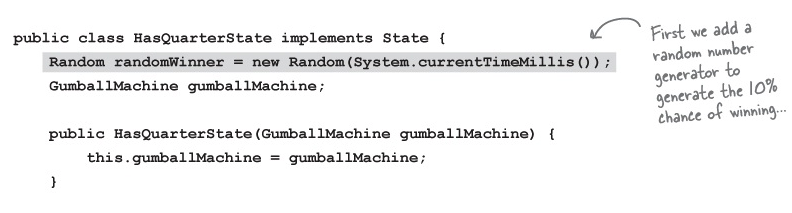 public class HasQuarterState implements State {
Random randomWinner = new Random(System.currentTimeMillis());
GumballMachine gumballMachine;
public HasQuarterState(GumballMachine gumballMachine) {
this.gumballMachine = gumballMachine;
}
First we add a
random number
generator to
generate the 10%
chance of winning...